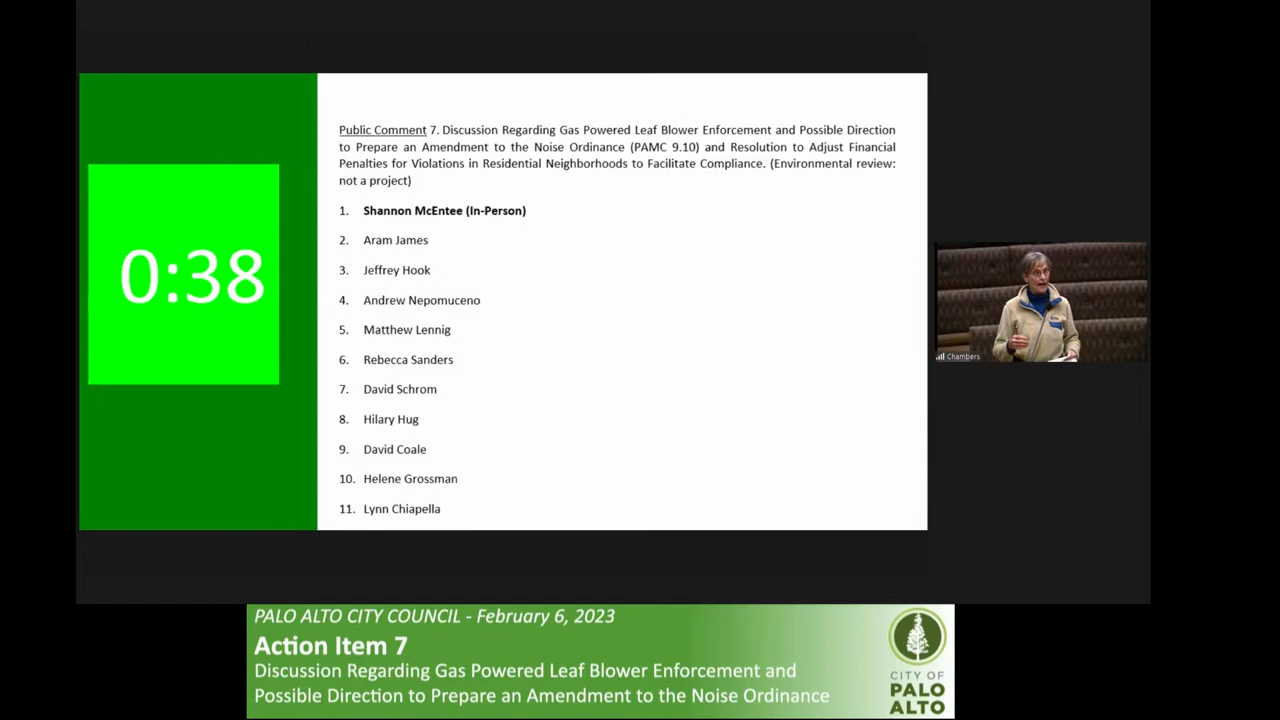 Public Comment 7. Discussion Regarding Gas Powered Leaf Blower Enforcement and Possible Direction
to Prepare an Amendment to the Noise Ordinance (PAMC 9.10) and Resolution to Adjust Financial
Penalties for Violations in Residential Neighborhoods to Facilitate Compliance. (Environmental review:
not a project)
1. Shannon McEntee (In-Person)
2. Aram James
3. Jeffrey Hook
4. Andrew Nepomuceno
5. Matthew Lennig
6. Rebecca Sanders
7. David Schrom
8. Hilary Hug
9. David Coale
10. Helene Grossman
11. Lynn Chiapella
0:38
Chambers
PALO ALTO CITY COUNCIL - February 6, 2023
Action Item 7
Discussion Regarding Gas Powered Leaf Blower Enforcement and
Possible Direction to Prepare an Amendment to the Noise Ordinance
CITY OF
PALO
ALTO